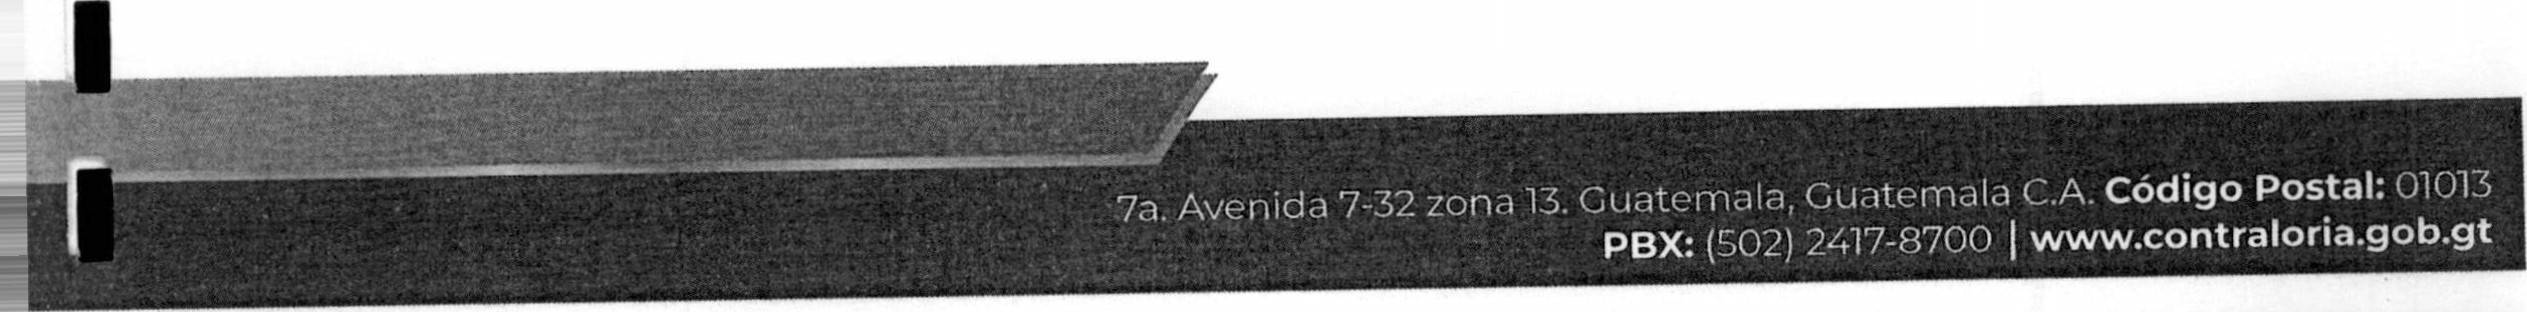 7a. Avenida 7-32 zona 13. Guatemala, Guatemala C.A. Código Postal: 01013
PBX: (502) 2417-8700 | www.contraloria.gob.gt